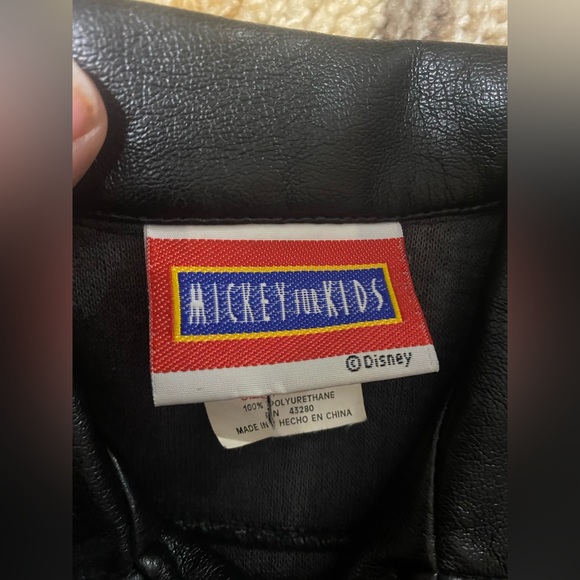 MICKEY FOR KIDS
©Disney
100% POLYURETHANE
RN 43280
MADE IN HECHO EN CHINA